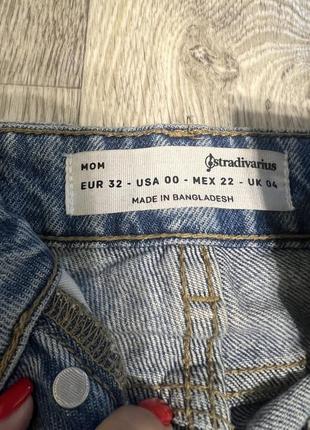 MOM
stradivarius
EUR 32 - USA 00 - MEX 22 - UK 04
MADE IN BANGLADESH